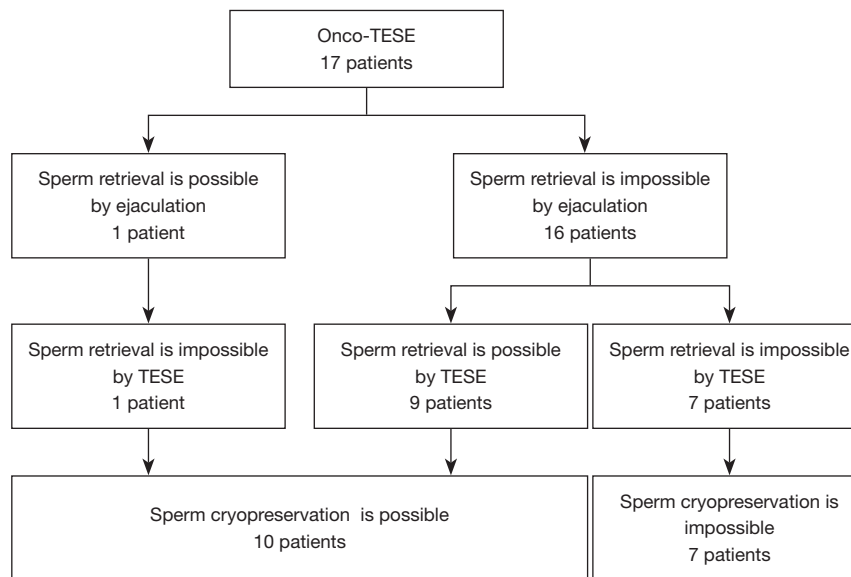 Onco-TESE
17 patients
Sperm retrieval is possible
by ejaculation
1 patient
Sperm retrieval is impossible
by ejaculation
16 patients
Sperm retrieval is impossible
by TESE
1 patient
Sperm retrieval is possible
by TESE
9 patients
Sperm retrieval is impossible
by TESE
7 patients
Sperm cryopreservation is possible
10 patients
Sperm cryopreservation is
impossible
7 patients